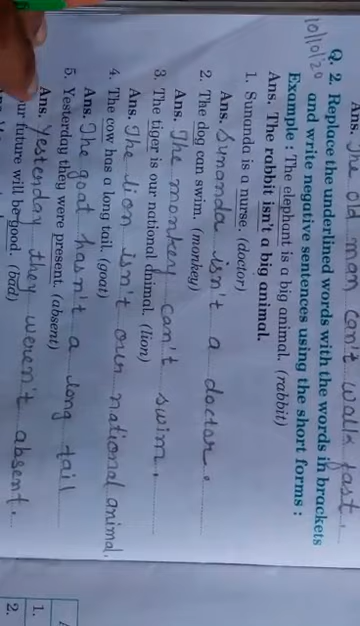 Ans. The old man can't walk fast.
10/10/20
Q. 2. Replace the underlined words with the words in brackets
and write negative sentences using the short forms :
Example : The elephant is a big animal. (rabbit)
Ans. The rabbit isn't a big animal.
1. Sunanda is a nurse. (doctor)
Ans. Sunanda isn't a doctor.
2. The dog can swim. (monkey)
Ans. The monkey can't swim.
3. The tiger is our national animal. (lion)
Ans. The lion isn't our national animal.
4. The cow has a long tail. (goat)
Ans. The goat hasn't a long tail
5. Yesterday they were present. (absent)
Ans. Yesterday they weren't absent.
our future will be good. (bad)
1.
2.